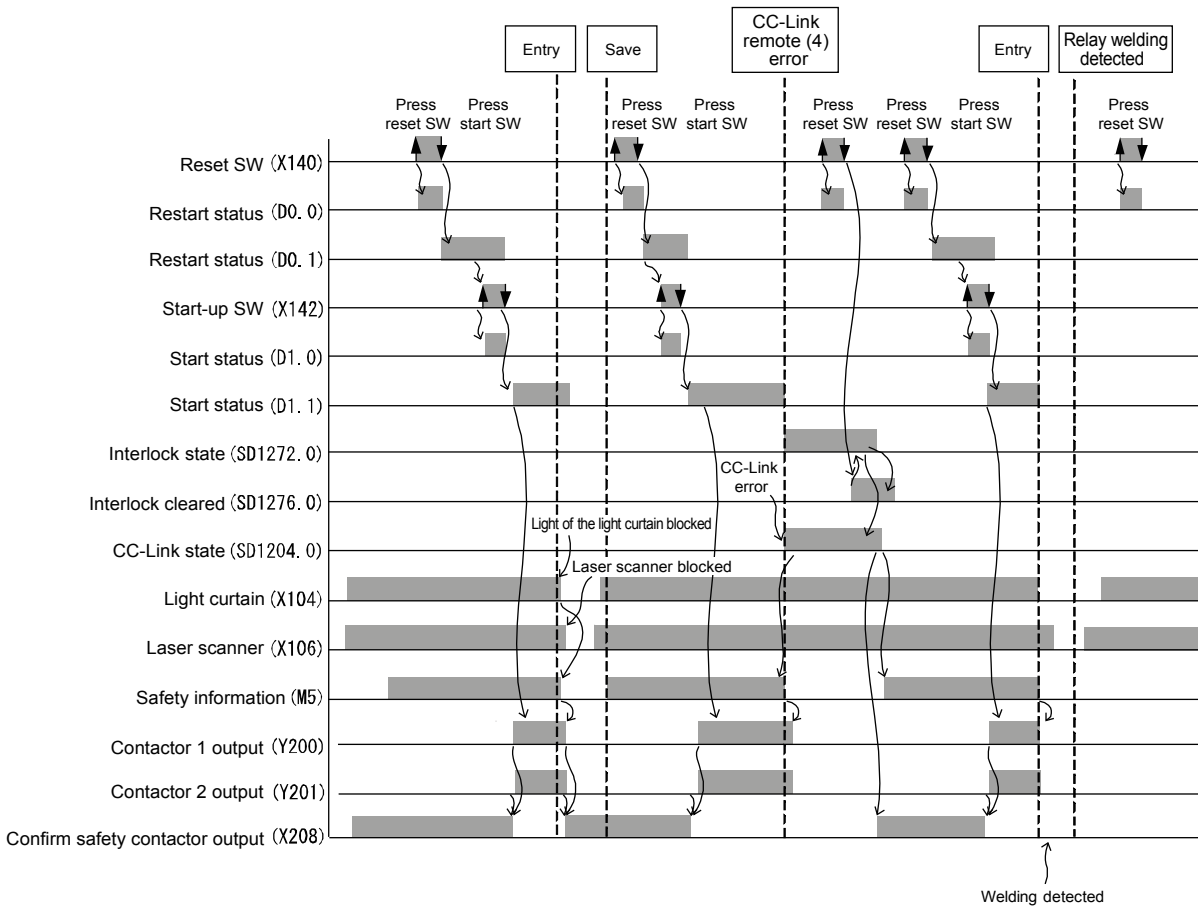 Entry
Save
CC-Link
remote (4)
error
Entry
Relay welding
detected
Press
reset SW
Press
start SW
Press
reset SW
Press
start SW
Press
reset SW
Press
reset SW
Press
start SW
Press
reset SW
Reset SW (X140)
Restart status (D0.0)
Restart status (D0.1)
Start-up SW (X142)
Start status (D1.0)
Start status (D1.1)
Interlock state (SD1272.0)
CC-Link
error
Interlock cleared (SD1276.0)
Light of the light curtain blocked
CC-Link state (SD1204.0)
Laser scanner blocked
Light curtain (X104)
Laser scanner (X106)
Safety information (M5)
Contactor 1 output (Y200)
Contactor 2 output (Y201)
Confirm safety contactor output (X208)
Welding detected